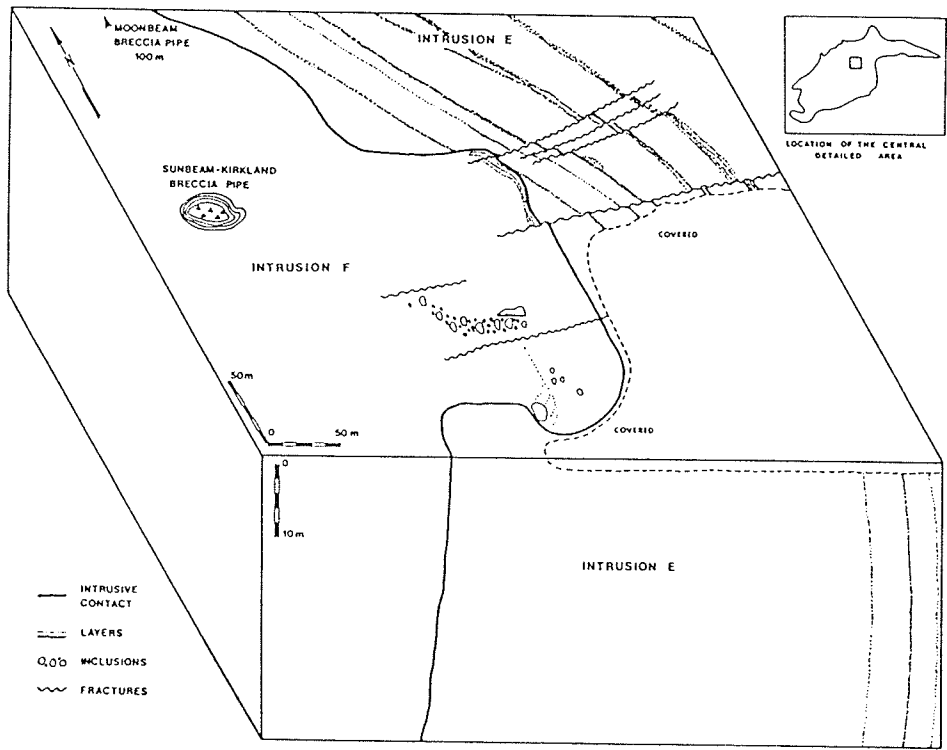 MOONBEAM
BRECCIA PIPE
100 m
INTRUSION E
N
LOCATION OF THE CENTRAL
DETAILED AREA
SUNBEAM-KIRKLAND
BRECCIA PIPE
COVERED
INTRUSION F
50 m
0
50 m
COVERED
0
10 m
INTRUSION E
INTRUSIVE
CONTACT
LAYERS
INCLUSIONS
FRACTURES